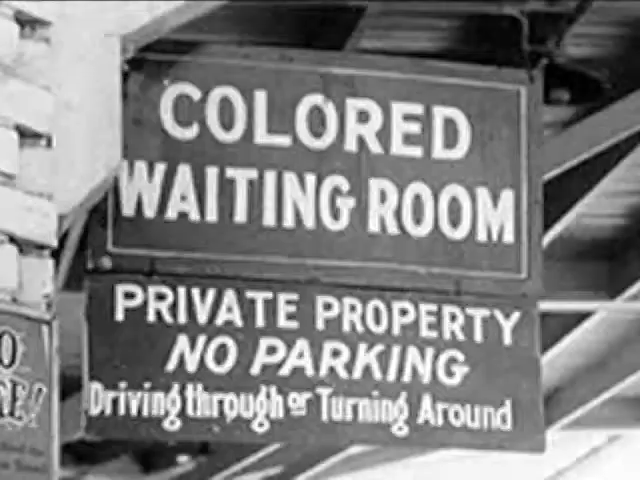 COLORED
WAITING ROOM
PRIVATE PROPERTY
NO PARKING
Driving through or Turning Around